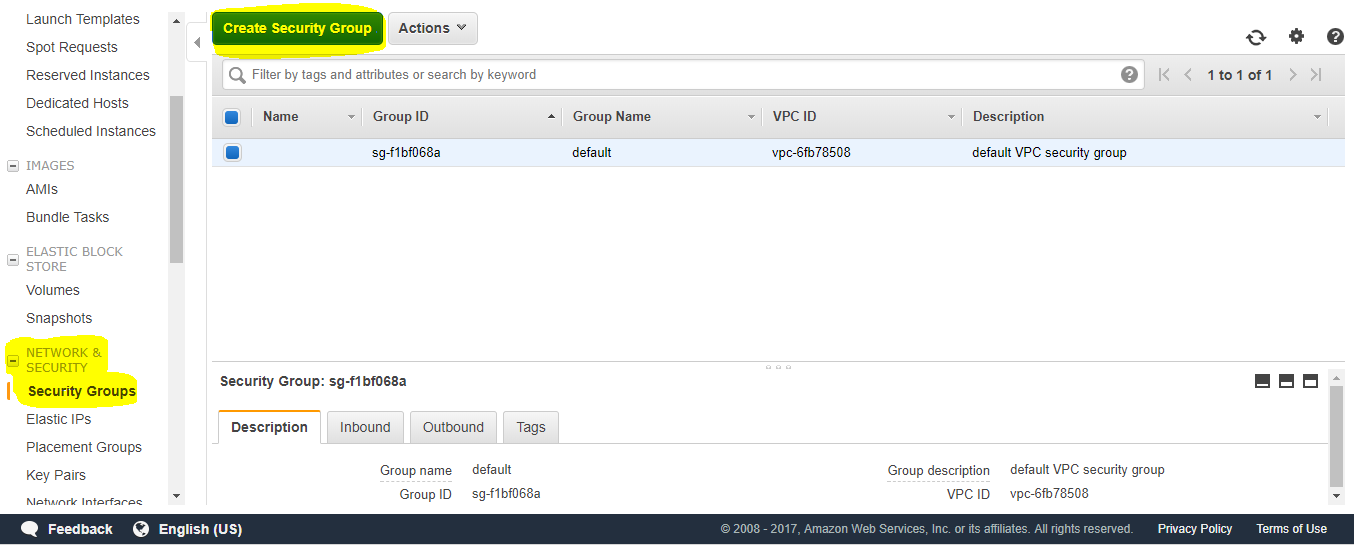 Launch Templates
Spot Requests
Reserved Instances
Dedicated Hosts
Scheduled Instances
IMAGES
AMIs
Bundle Tasks
ELASTIC BLOCK
STORE
Volumes
Snapshots
NETWORK &
SECURITY
Security Groups
Elastic IPs
Placement Groups
Key Pairs
Network Interfaces
Create Security Group Actions
Filter by tags and attributes or search by keyword 1 to 1 of 1
Name Group ID Group Name VPC ID Description
sg-f1bf068a default vpc-6fb78508 default VPC security group
Security Group: sg-f1bf068a
Description Inbound Outbound Tags
Group name default Group description default VPC security group
Group ID sg-f1bf068a VPC ID vpc-6fb78508
Feedback English (US) © 2008 - 2017, Amazon Web Services, Inc. or its affiliates. All rights reserved. Privacy Policy Terms of Use